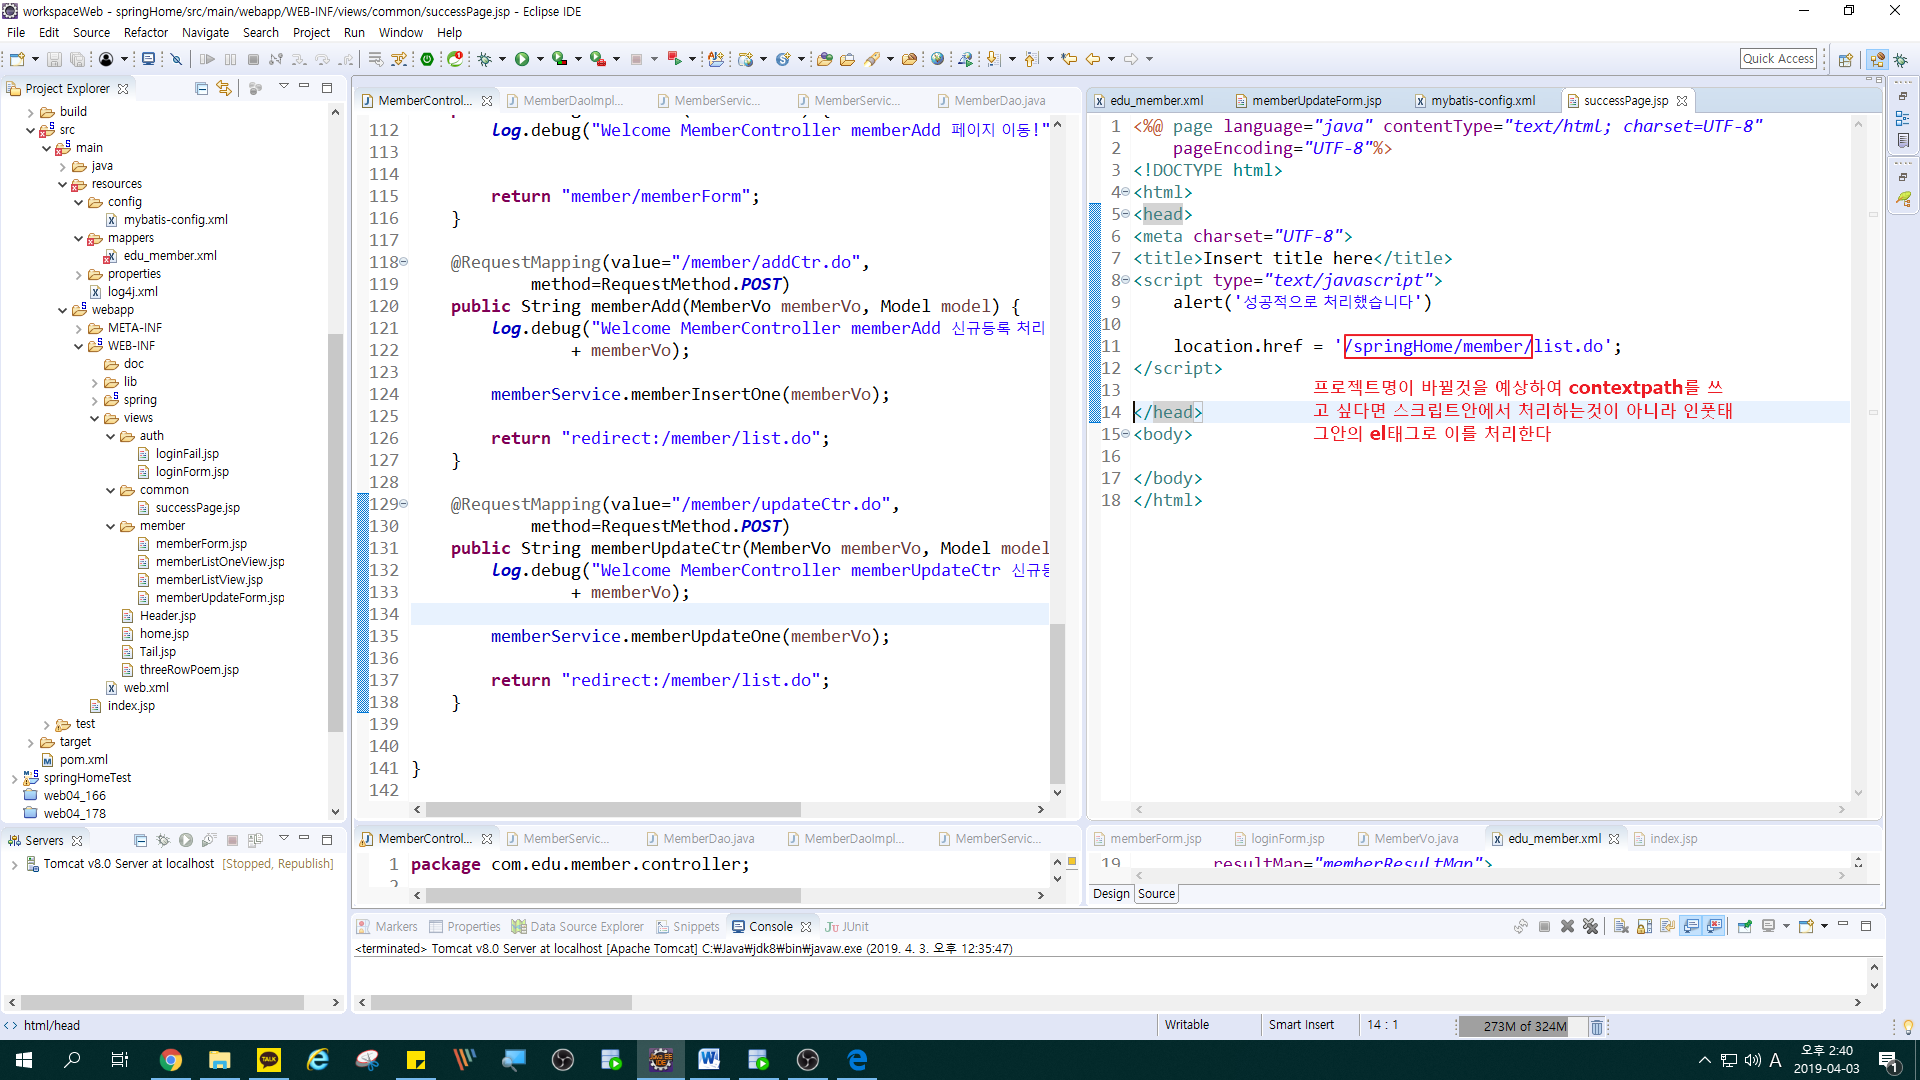 workspaceWeb - springHome/src/main/webapp/WEB-INF/views/common/successPage.jsp - Eclipse IDE
File Edit Source Refactor Navigate Search Project Run Window Help
Quick Access
Project Explorer
build
src
main
java
resources
config
mybatis-config.xml
mappers
edu_member.xml
properties
log4j.xml
webapp
META-INF
WEB-INF
doc
lib
spring
views
auth
loginFail.jsp
loginForm.jsp
common
successPage.jsp
member
memberForm.jsp
memberListOneView.jsp
memberListView.jsp
memberUpdateForm.jsp
Header.jsp
home.jsp
Tail.jsp
threeRowPoem.jsp
web.xml
index.jsp
test
target
pom.xml
springHomeTest
web04_166
web04_178
Servers
Tomcat v8.0 Server at localhost [Stopped, Republish]
MemberControl... MemberDaoImpl... MemberServic... MemberServic... MemberDao.java
112 log.debug("Welcome MemberController memberAdd 페이지 이동!"
113
114
115 return "member/memberForm";
116 }
117
118 @RequestMapping(value="/member/addCtr.do",
119 method=RequestMethod.POST)
120 public String memberAdd(MemberVo memberVo, Model model) {
121 log.debug("Welcome MemberController memberAdd 신규등록 처리
122 + memberVo);
123
124 memberService.memberInsertOne(memberVo);
125
126 return "redirect:/member/list.do";
127 }
128
129 @RequestMapping(value="/member/updateCtr.do",
130 method=RequestMethod.POST)
131 public String memberUpdateCtr(MemberVo memberVo, Model model
132 log.debug("Welcome MemberController memberUpdateCtr 신규등
133 + memberVo);
134
135 memberService.memberUpdateOne(memberVo);
136
137 return "redirect:/member/list.do";
138 }
139
140
141 }
142
edu_member.xml memberUpdateForm.jsp mybatis-config.xml successPage.jsp
1 <%@ page language="java" contentType="text/html; charset=UTF-8"
2 pageEncoding="UTF-8"%>
3 <!DOCTYPE html>
4 <html>
5 <head>
6 <meta charset="UTF-8">
7 <title>Insert title here</title>
8 <script type="text/javascript">
9 alert('성공적으로 처리했습니다')
10
11 location.href = '/springHome/member/list.do';
12 </script>
13
14 </head>
15 <body>
16
17 </body>
18 </html>
프로젝트명이 바뀔것을 예상하여 contextpath를 쓰
고 싶다면 스크립트안에서 처리하는것이 아니라 인풋태
그안의 el태그로 이를 처리한다
MemberControl... MemberServic... MemberDao.java MemberDaoImpl... MemberServic...
1 package com.edu.member.controller;
2
memberForm.jsp loginForm.jsp MemberVo.java edu_member.xml index.jsp
19 resultMap="memberResultMap">
Design Source
Markers Properties Data Source Explorer Snippets Console JUnit
<terminated> Tomcat v8.0 Server at localhost [Apache Tomcat] C:₩Java₩jdk8₩bin₩javaw.exe (2019. 4. 3. 오후 12:35:47)
html/head Writable Smart Insert 14 : 1 273M of 324M
TALK
A 오후 2:40
2019-04-03
1